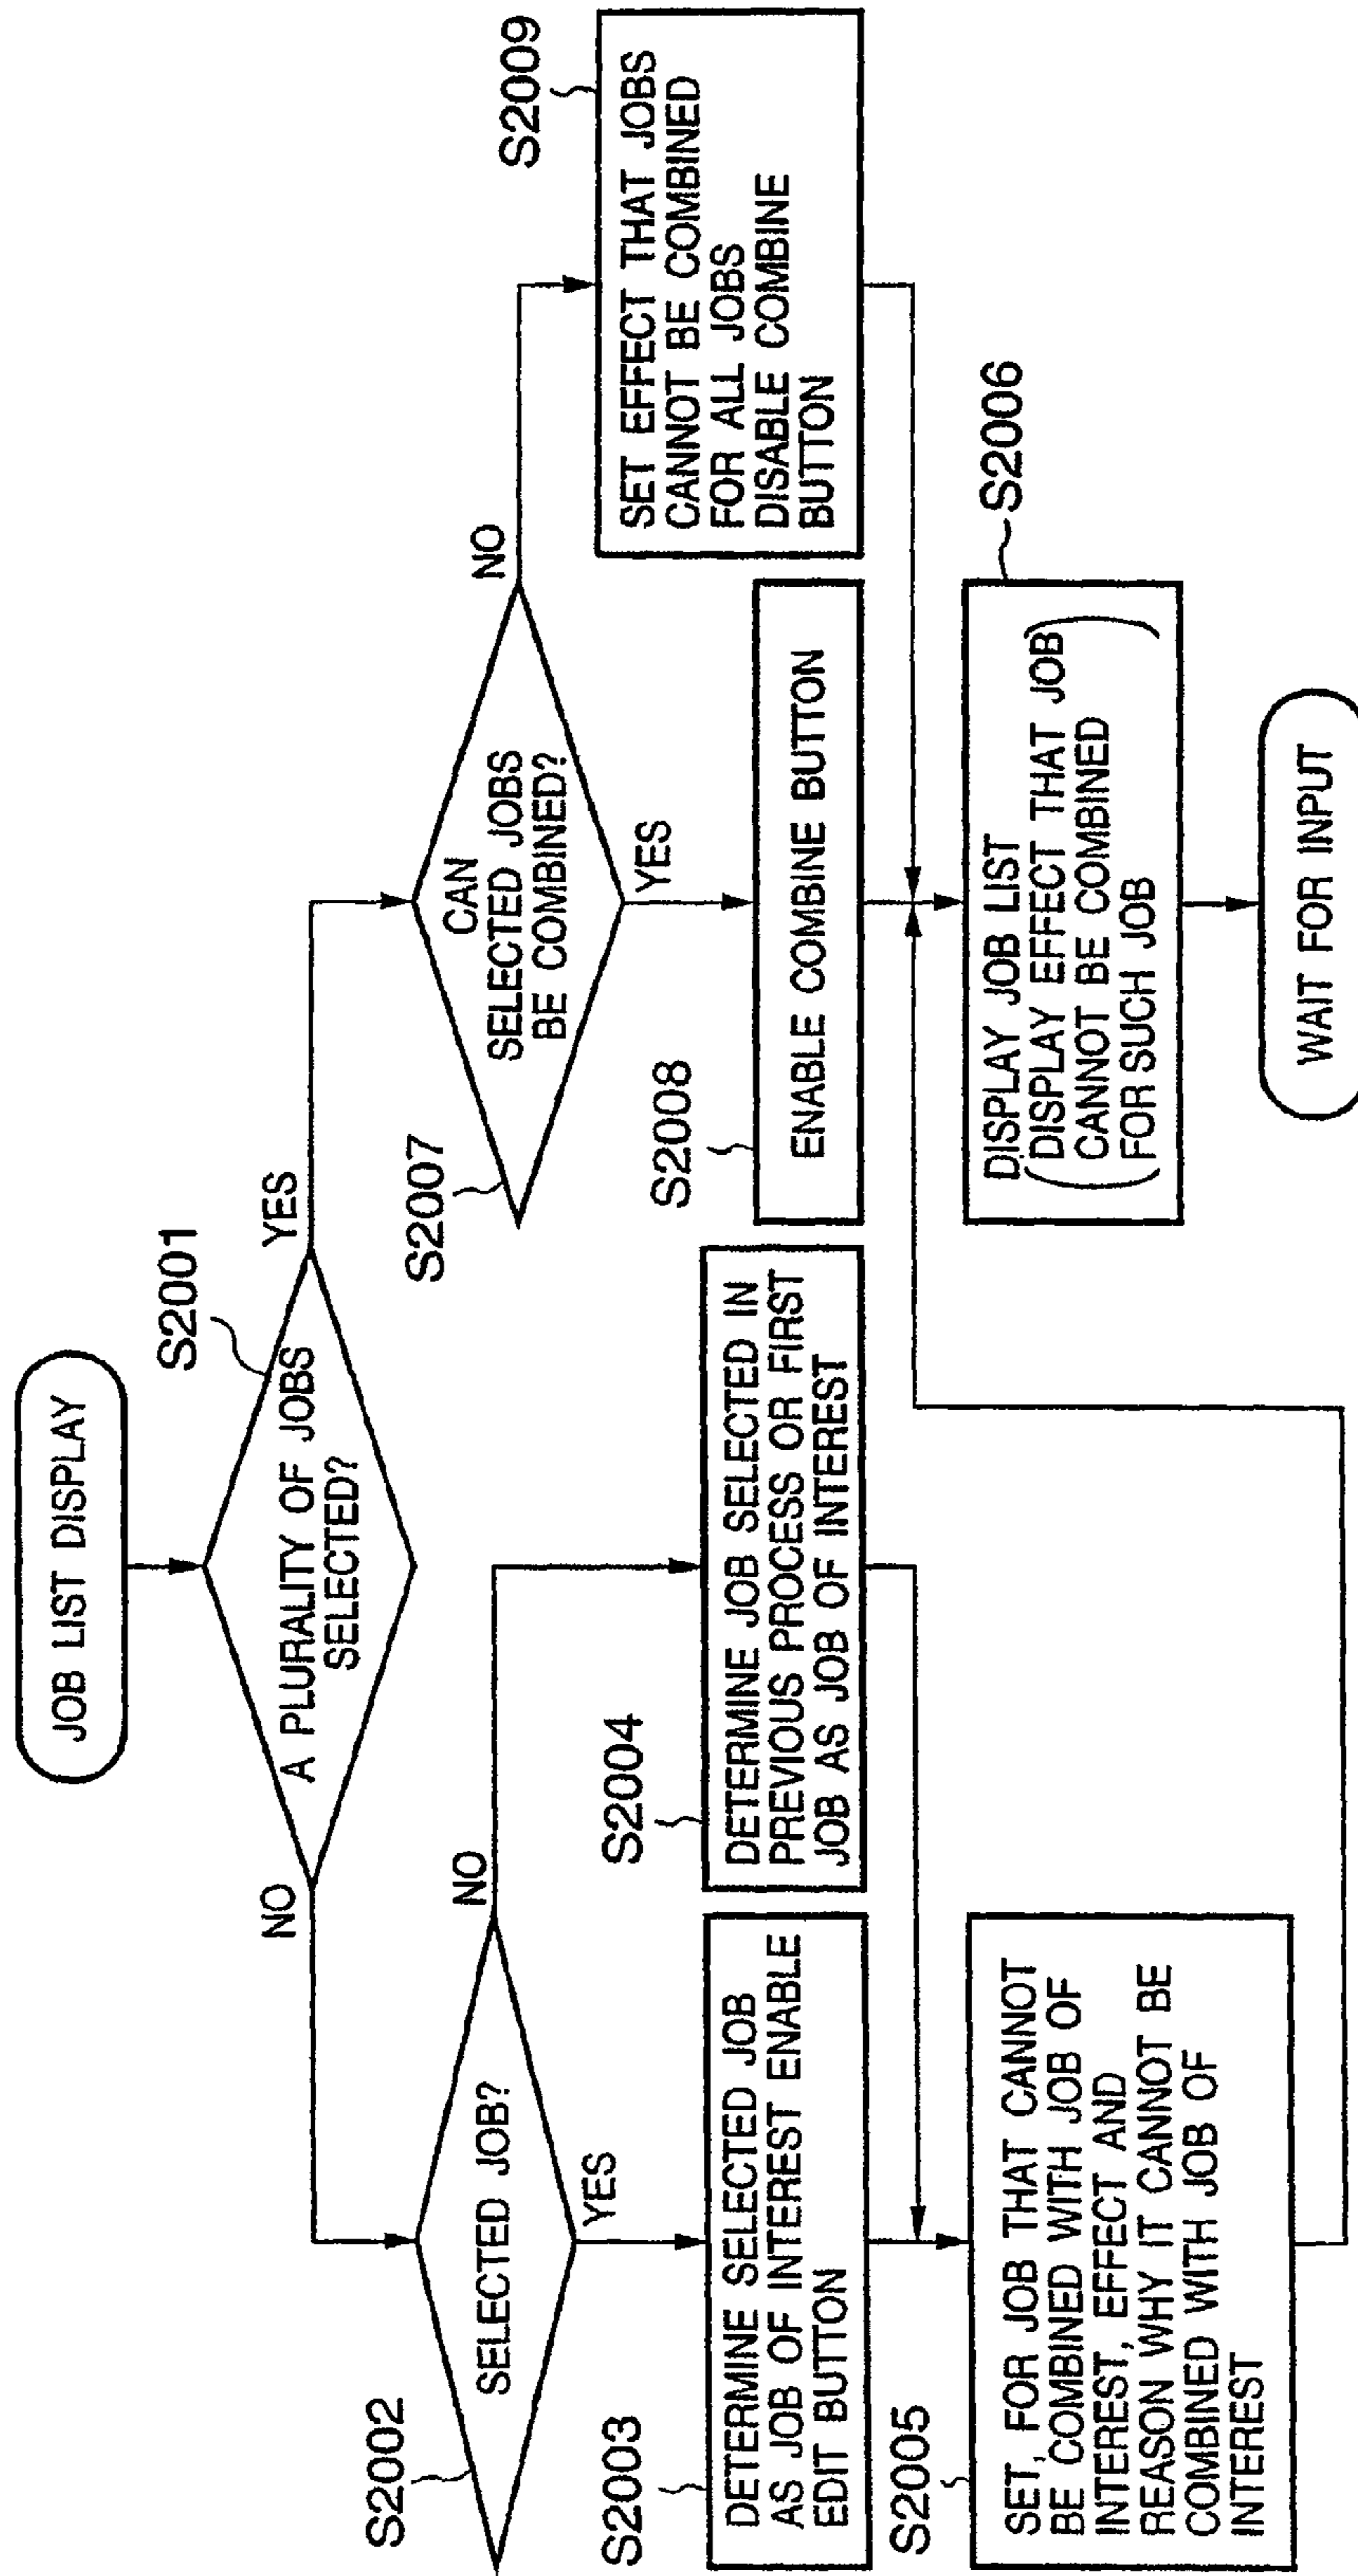 JOB LIST DISPLAY
S2001
A PLURALITY OF JOBS
SELECTED?
NO
YES
S2002
SELECTED JOB?
NO
YES
S2003
DETERMINE SELECTED JOB
AS JOB OF INTEREST ENABLE
EDIT BUTTON
S2004
DETERMINE JOB SELECTED IN
PREVIOUS PROCESS OR FIRST
JOB AS JOB OF INTEREST
S2005
SET, FOR JOB THAT CANNOT
BE COMBINED WITH JOB OF
INTEREST, EFFECT AND
REASON WHY IT CANNOT BE
COMBINED WITH JOB OF
INTEREST
S2007
CAN
SELECTED JOBS
BE COMBINED?
NO
YES
S2008
ENABLE COMBINE BUTTON
S2009
SET EFFECT THAT JOBS
CANNOT BE COMBINED
FOR ALL JOBS
DISABLE COMBINE
BUTTON
S2006
DISPLAY JOB LIST
(DISPLAY EFFECT THAT JOB
CANNOT BE COMBINED
FOR SUCH JOB)
WAIT FOR INPUT